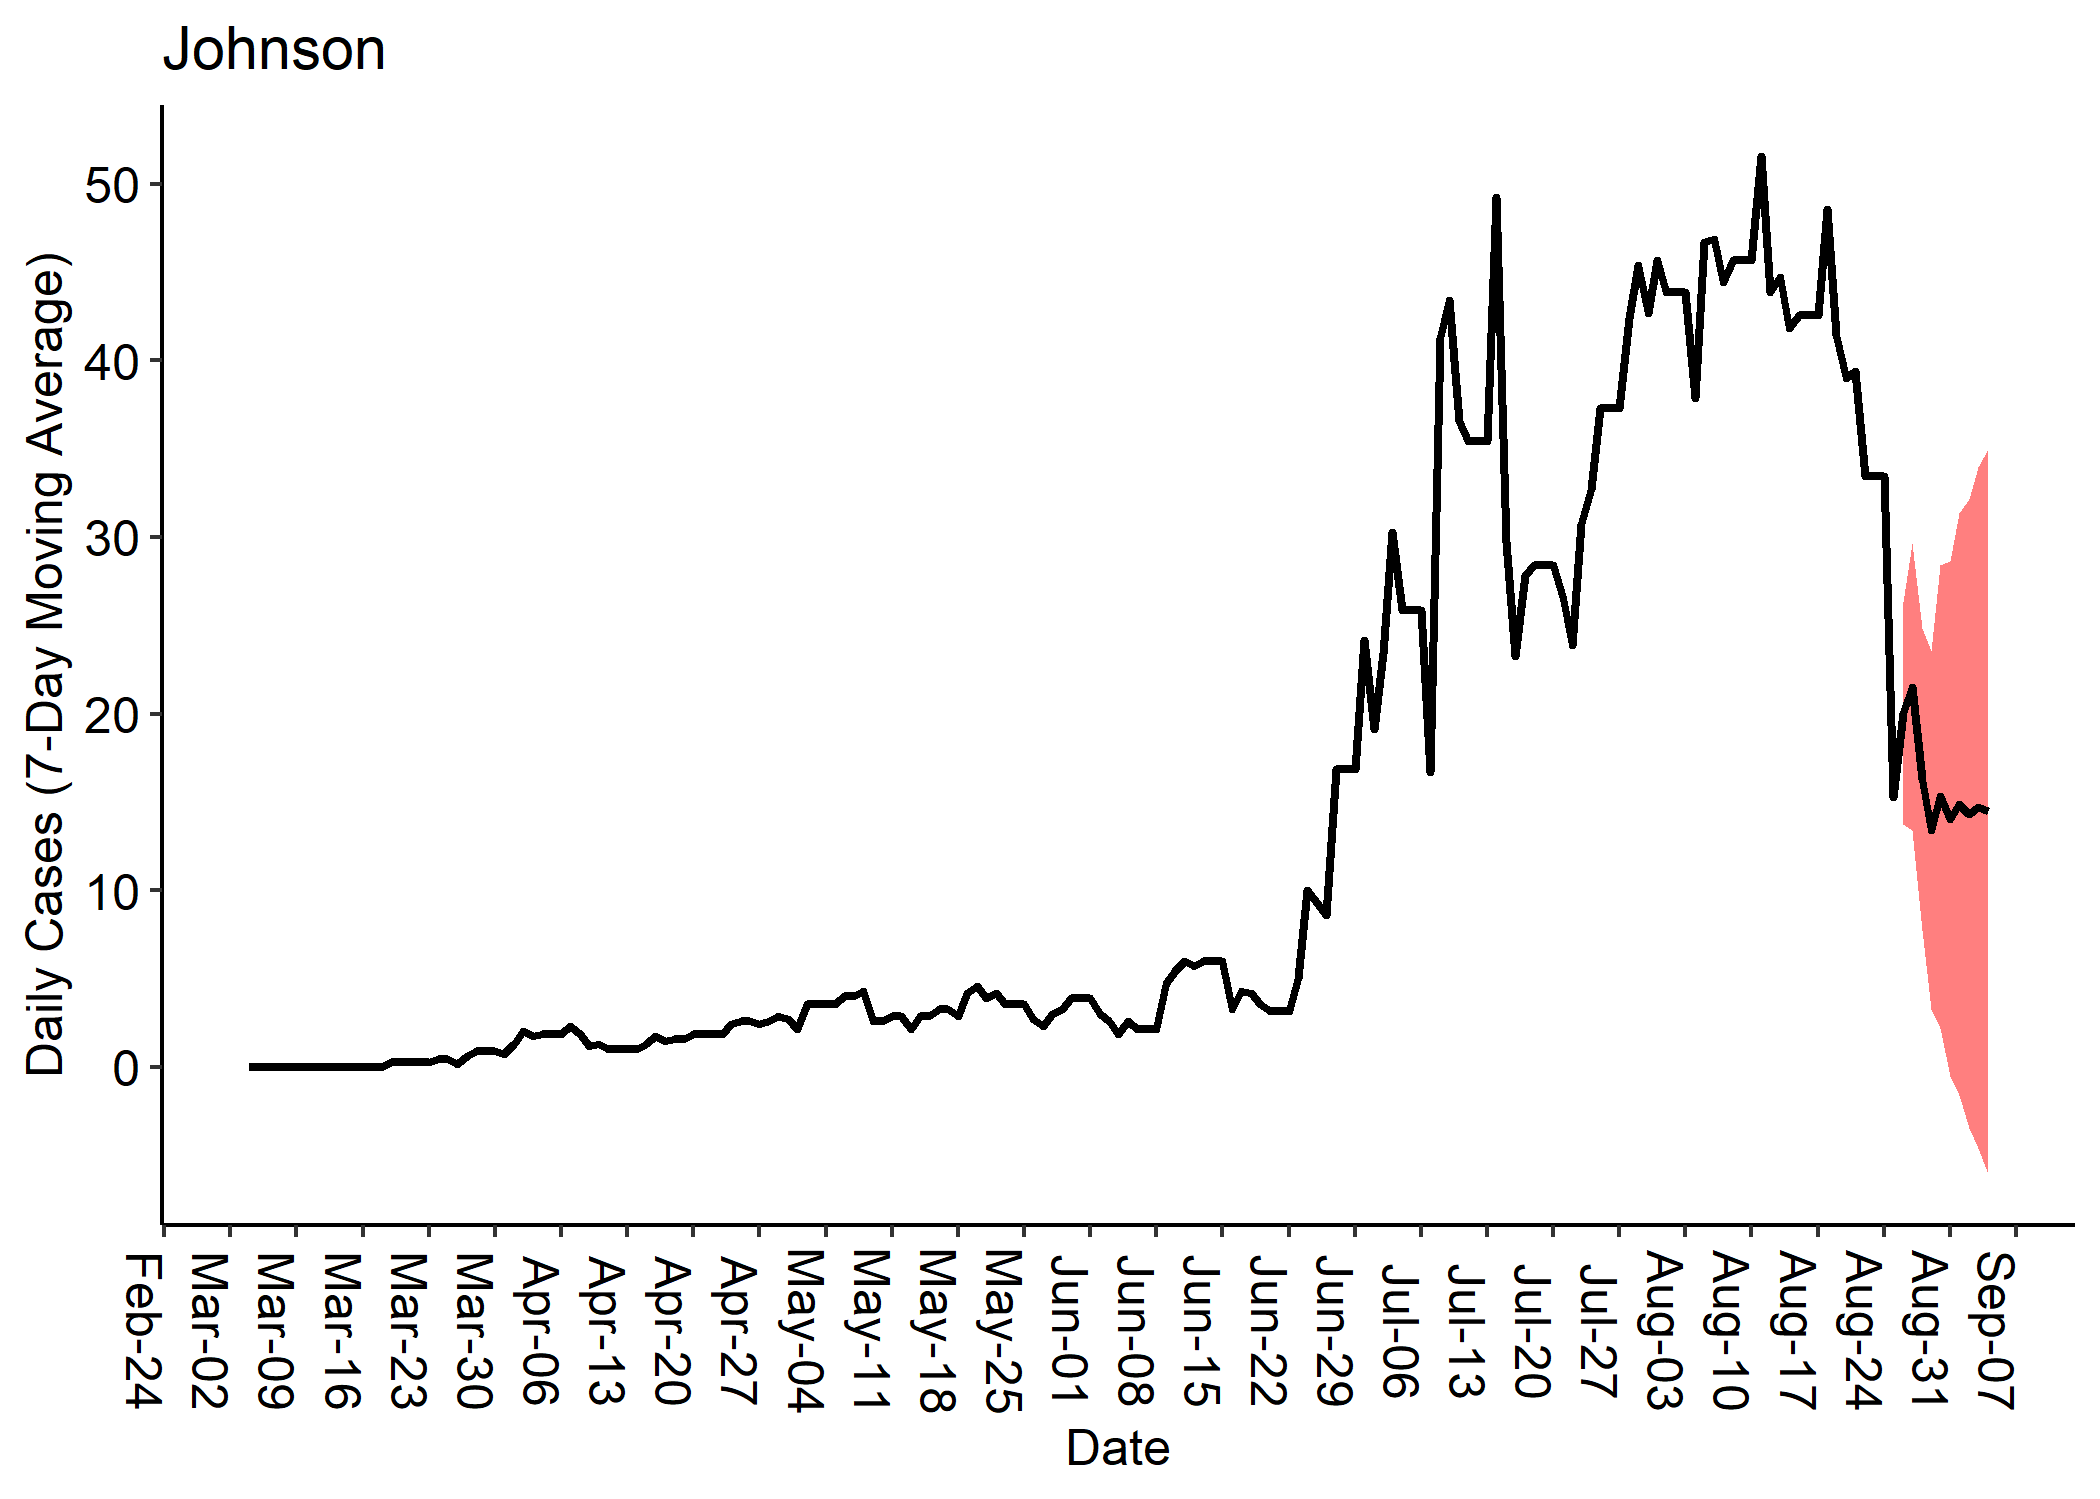 Johnson
Daily Cases (7-Day Moving Average)
50
40
30
20
10
0
Feb-24
Mar-02
Mar-09
Mar-16
Mar-23
Mar-30
Apr-06
Apr-13
Apr-20
Apr-27
May-04
May-11
May-18
May-25
Jun-01
Jun-08
Jun-15
Jun-22
Jun-29
Jul-06
Jul-13
Jul-20
Jul-27
Aug-03
Aug-10
Aug-17
Aug-24
Aug-31
Sep-07
Date